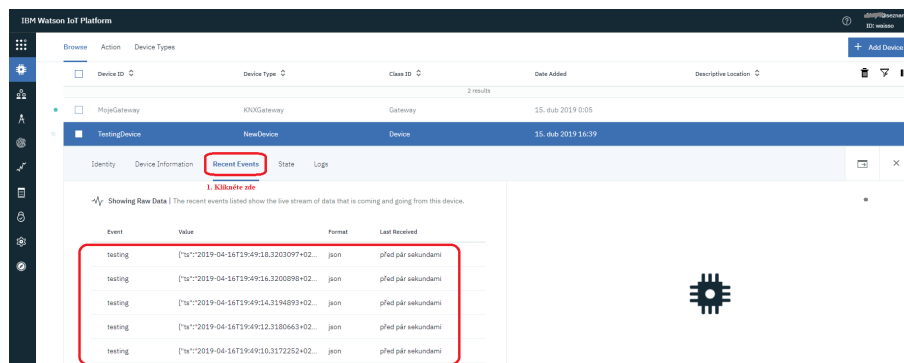 IBM Watson IoT Platform
ID:
Browse Action Device Types
+ Add Device
Device ID Device Type Class ID Date Added Descriptive Location
2 results
MojeGateway KNXGateway Gateway 15. dub 2019 0:05
TestingDevice NewDevice Device 15. dub 2019 16:39
Identity Device Information Recent Events State Logs
1. Klikněte zde
Showing Raw Data | The recent events listed show the live stream of data that is coming and going from this device.
Event Value Format Last Received
testing {"ts":"2019-04-16T19:49:18.3203097+02... json před pár sekundami
testing {"ts":"2019-04-16T19:49:16.3200898+02... json před pár sekundami
testing {"ts":"2019-04-16T19:49:14.3194893+02... json před pár sekundami
testing {"ts":"2019-04-16T19:49:12.3180663+02... json před pár sekundami
testing {"ts":"2019-04-16T19:49:10.3172252+02... json před pár sekundami